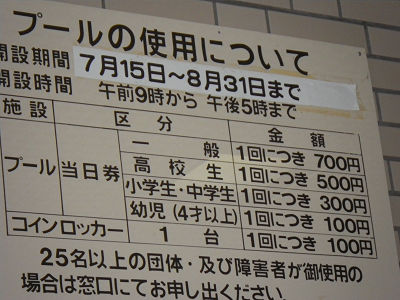 プールの使用について
開設期間 7月15日～8月31日まで
開設時間 午前9時から 午後5時まで
施設 区分 金額
プール 当日券 一般 1回につき 700円
高校生 1回につき 500円
小学生・中学生 1回につき 300円
幼児(4才以上) 1回につき 100円
コインロッカー 1台 1回につき 100円
25名以上の団体・及び障害者が御使用の
場合は窓口にてお申し出ください。